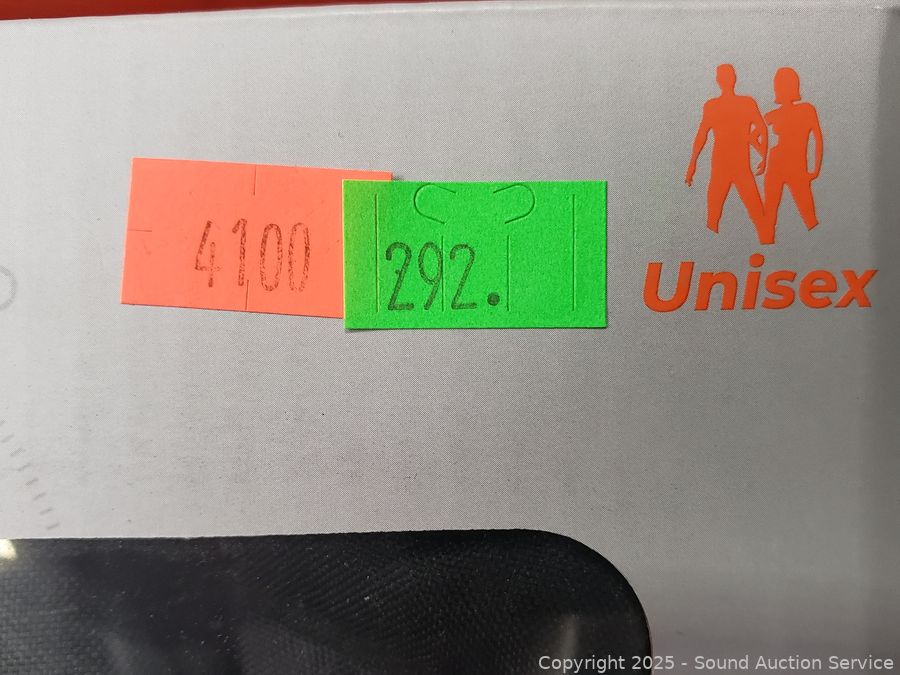 4100
292.
Unisex
Copyright 2025 - Sound Auction Service